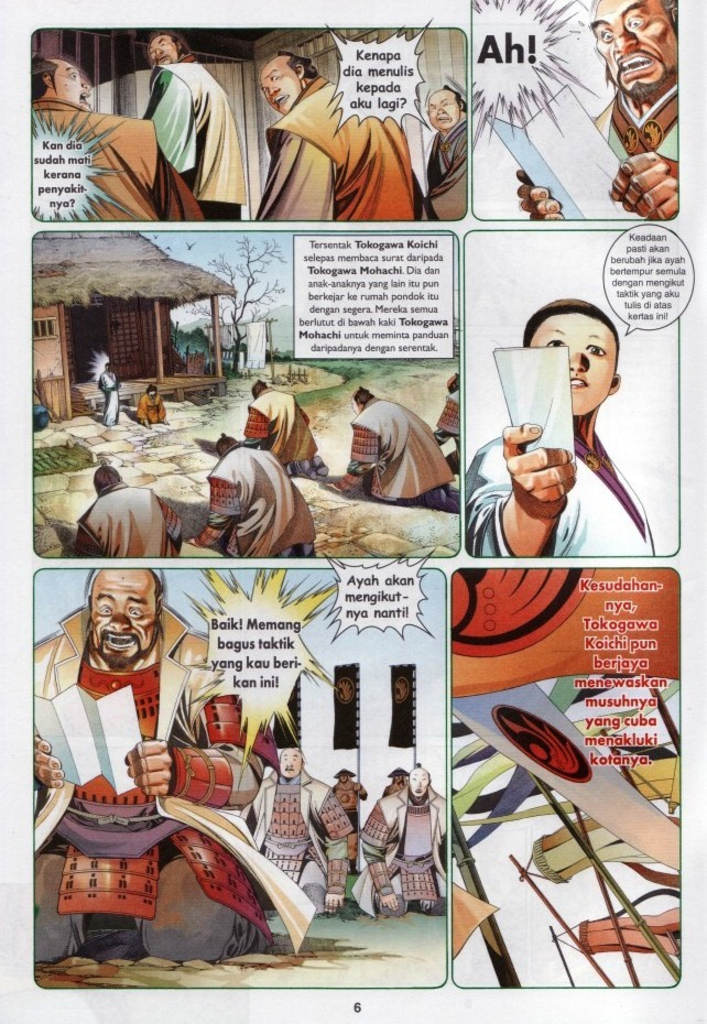 Kan dia
sudah mati
kerana
penyakit-
nya?
Kenapa
dia menulis
kepada
aku lagi?
Ah!
Tersentak Tokogawa Koichi
selepas membaca surat daripada
Tokogawa Mohachi. Dia dan
anak-anaknya yang lain itu pun
berkejar ke rumah pondok itu
dengan segera. Mereka semua
berlutut di bawah kaki Tokogawa
Mohachi untuk meminta panduan
daripadanya dengan serentak.
Keadaan
pasti akan
berubah jika ayah
bertempur semula
dengan mengikut
taktik yang aku
tulis di atas
kertas ini!
Baik! Memang
bagus taktik
yang kau beri-
kan ini!
Ayah akan
mengikut-
nya nanti!
Kesudahan-
nya,
Tokogawa
Koichi pun
berjaya
menewaskan
musuhnya
yang cuba
menakluki
kotanya.
6